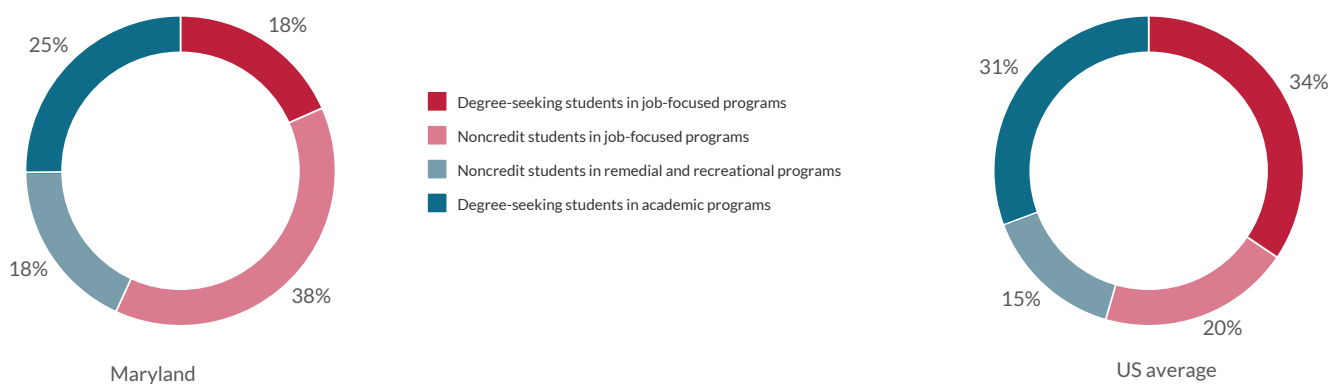 18%
25%
18%
38%
Maryland
Degree-seeking students in job-focused programs
Noncredit students in job-focused programs
Noncredit students in remedial and recreational programs
Degree-seeking students in academic programs
31%
34%
15%
20%
US average